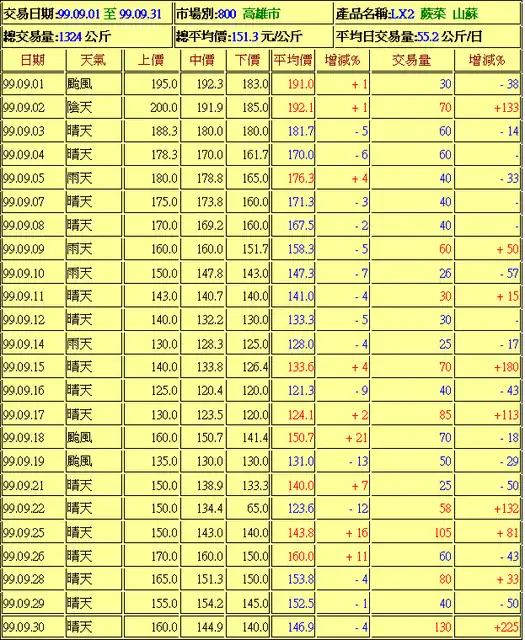 交易日期:99.09.01 至 99.09.31 市場別:800 高雄市 產品名稱:LX2 蕨菜 山蘇
總交易量:1324 公斤 總平均價:151.3 元/公斤 平均日交易量:55.2 公斤/日
日期 天氣 上價 中價 下價 平均價 增減% 交易量 增減%
99.09.01 颱風 195.0 192.3 183.0 191.0 + 1 30 - 38
99.09.02 陰天 200.0 191.9 185.0 192.1 + 1 70 +133
99.09.03 晴天 188.3 180.0 180.0 181.7 - 5 60 - 14
99.09.04 晴天 178.3 170.0 161.7 170.0 - 6 60 -
99.09.05 雨天 180.0 178.8 165.0 176.3 + 4 40 - 33
99.09.07 晴天 175.0 173.8 160.0 171.3 - 3 40 -
99.09.08 晴天 170.0 169.2 160.0 167.5 - 2 40 -
99.09.09 雨天 160.0 160.0 151.7 158.3 - 5 60 + 50
99.09.10 雨天 150.0 147.8 143.0 147.3 - 7 26 - 57
99.09.11 晴天 143.0 140.7 140.0 141.0 - 4 30 + 15
99.09.12 晴天 140.0 132.2 130.0 133.3 - 5 30 -
99.09.14 雨天 130.0 128.3 125.0 128.0 - 4 25 - 17
99.09.15 晴天 140.0 133.8 126.4 133.6 + 4 70 +180
99.09.16 晴天 125.0 120.4 120.0 121.3 - 9 40 - 43
99.09.17 晴天 130.0 123.5 120.0 124.1 + 2 85 +113
99.09.18 颱風 160.0 150.7 141.4 150.7 + 21 70 - 18
99.09.19 颱風 135.0 130.0 130.0 131.0 - 13 50 - 29
99.09.21 晴天 150.0 138.9 133.3 140.0 + 7 25 - 50
99.09.22 晴天 150.0 134.4 65.0 123.6 - 12 58 +132
99.09.25 晴天 150.0 143.0 140.0 143.8 + 16 105 + 81
99.09.26 晴天 170.0 160.0 150.0 160.0 + 11 60 - 43
99.09.28 晴天 165.0 151.3 150.0 153.8 - 4 80 + 33
99.09.29 晴天 155.0 154.2 145.0 152.5 - 1 40 - 50
99.09.30 晴天 160.0 144.9 140.0 146.9 - 4 130 +225